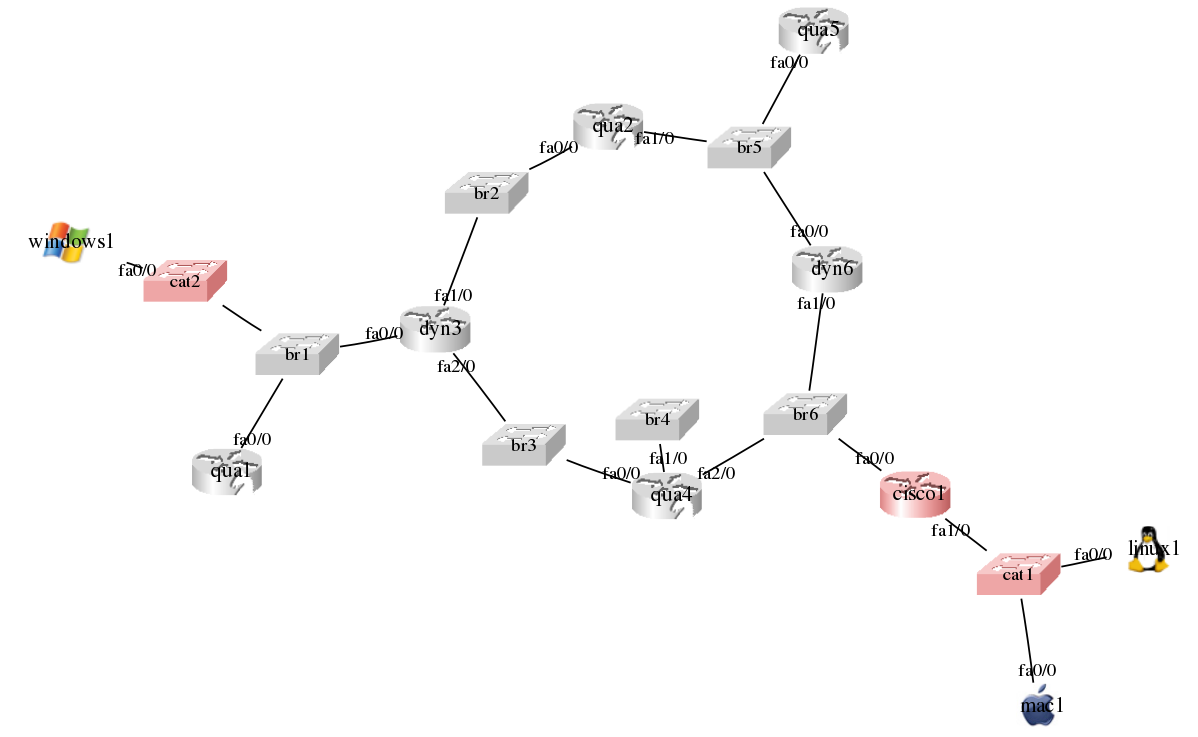 qua5
fa0/0
qua2
fa1/0
fa0/0
br5
br2
windows1
fa0/0
cat2
fa0/0
dyn6
fa1/0
fa1/0
fa0/0
dyn3
br1
fa2/0
br4
br6
fa0/0
qua1
br3
fa1/0
fa0/0
fa2/0
fa0/0
qua4
cisco1
fa1/0
fa0/0
linux1
cat1
fa0/0
mac1